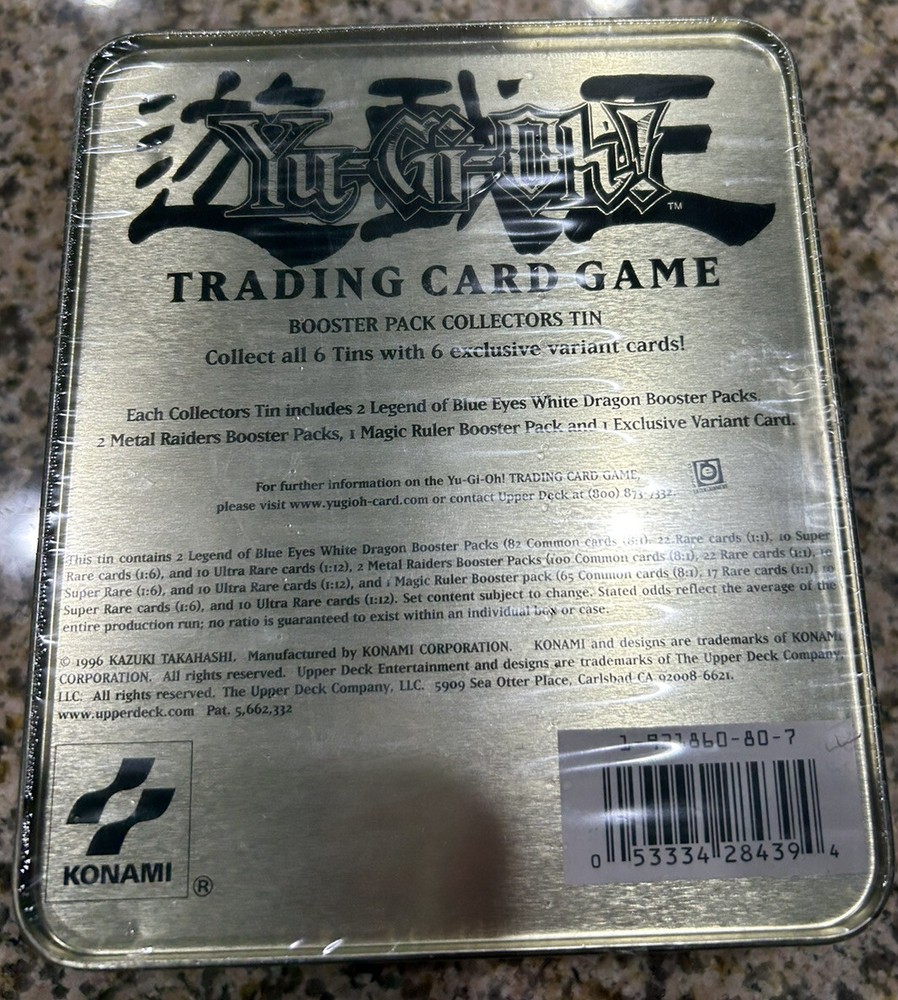 遊戯王
Yu-Gi-Oh!™
TRADING CARD GAME
BOOSTER PACK COLLECTORS TIN
Collect all 6 Tins with 6 exclusive variant cards!
Each Collectors Tin includes 2 Legend of Blue Eyes White Dragon Booster Packs,
2 Metal Raiders Booster Packs, 1 Magic Ruler Booster Pack and 1 Exclusive Variant Card.
For further information on the Yu-Gi-Oh! TRADING CARD GAME,
please visit www.yugioh-card.com or contact Upper Deck at (800) 873-7332.
This tin contains 2 Legend of Blue Eyes White Dragon Booster Packs (82 Common cards (8:1), 22 Rare cards (1:1), 10 Super
Rare cards (1:6), and 10 Ultra Rare cards (1:12), 2 Metal Raiders Booster Packs (100 Common cards (8:1), 22 Rare cards (1:1), 10
Super Rare (1:6), and 10 Ultra Rare cards (1:12), and 1 Magic Ruler Booster pack (65 Common cards (8:1), 17 Rare cards (1:1), 10
Super Rare cards (1:6), and 10 Ultra Rare cards (1:12). Set content subject to change. Stated odds reflect the average of the
entire production run; no ratio is guaranteed to exist within an individual box or case.
© 1996 KAZUKI TAKAHASHI. Manufactured by KONAMI CORPORATION. KONAMI and designs are trademarks of KONAMI
CORPORATION. All rights reserved. Upper Deck Entertainment and designs are trademarks of The Upper Deck Company,
LLC. All rights reserved. The Upper Deck Company, LLC. 5909 Sea Otter Place, Carlsbad CA 92008-6621.
www.upperdeck.com Pat. 5,662,332
KONAMI ®
0 53334 28439 4